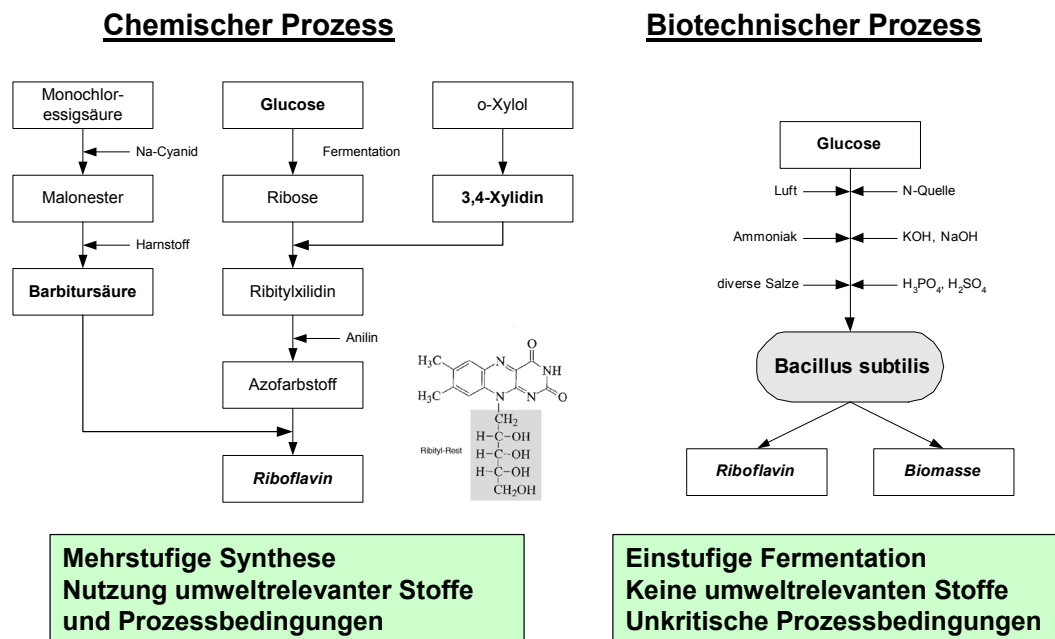 Chemischer Prozess
Monochlor-
essigsäure
Glucose
o-Xylol
Na-Cyanid
Fermentation
Malonester
Ribose
3,4-Xylidin
Harnstoff
Barbitursäure
Ribitylxilidin
Anilin
Azofarbstoff
Riboflavin
H₃C
H₃C
N
N
N
NH
O
O
CH₂
H–C–OH
H–C–OH
H–C–OH
CH₂OH
Ribityl-Rest
Mehrstufige Synthese
Nutzung umweltrelevanter Stoffe
und Prozessbedingungen
Biotechnischer Prozess
Glucose
Luft
N-Quelle
Ammoniak
KOH, NaOH
diverse Salze
H₃PO₄, H₂SO₄
Bacillus subtilis
Riboflavin
Biomasse
Einstufige Fermentation
Keine umweltrelevanten Stoffe
Unkritische Prozessbedingungen